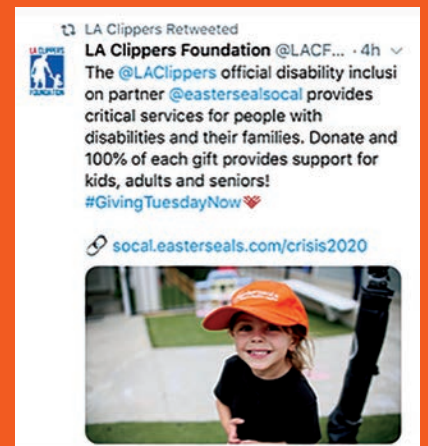 LA Clippers Retweeted
LA Clippers Foundation @LACF... · 4h
The @LAClippers official disability inclusi
on partner @eastersealsocal provides
critical services for people with
disabilities and their families. Donate and
100% of each gift provides support for
kids, adults and seniors!
#GivingTuesdayNow
socal.easterseals.com/crisis2020